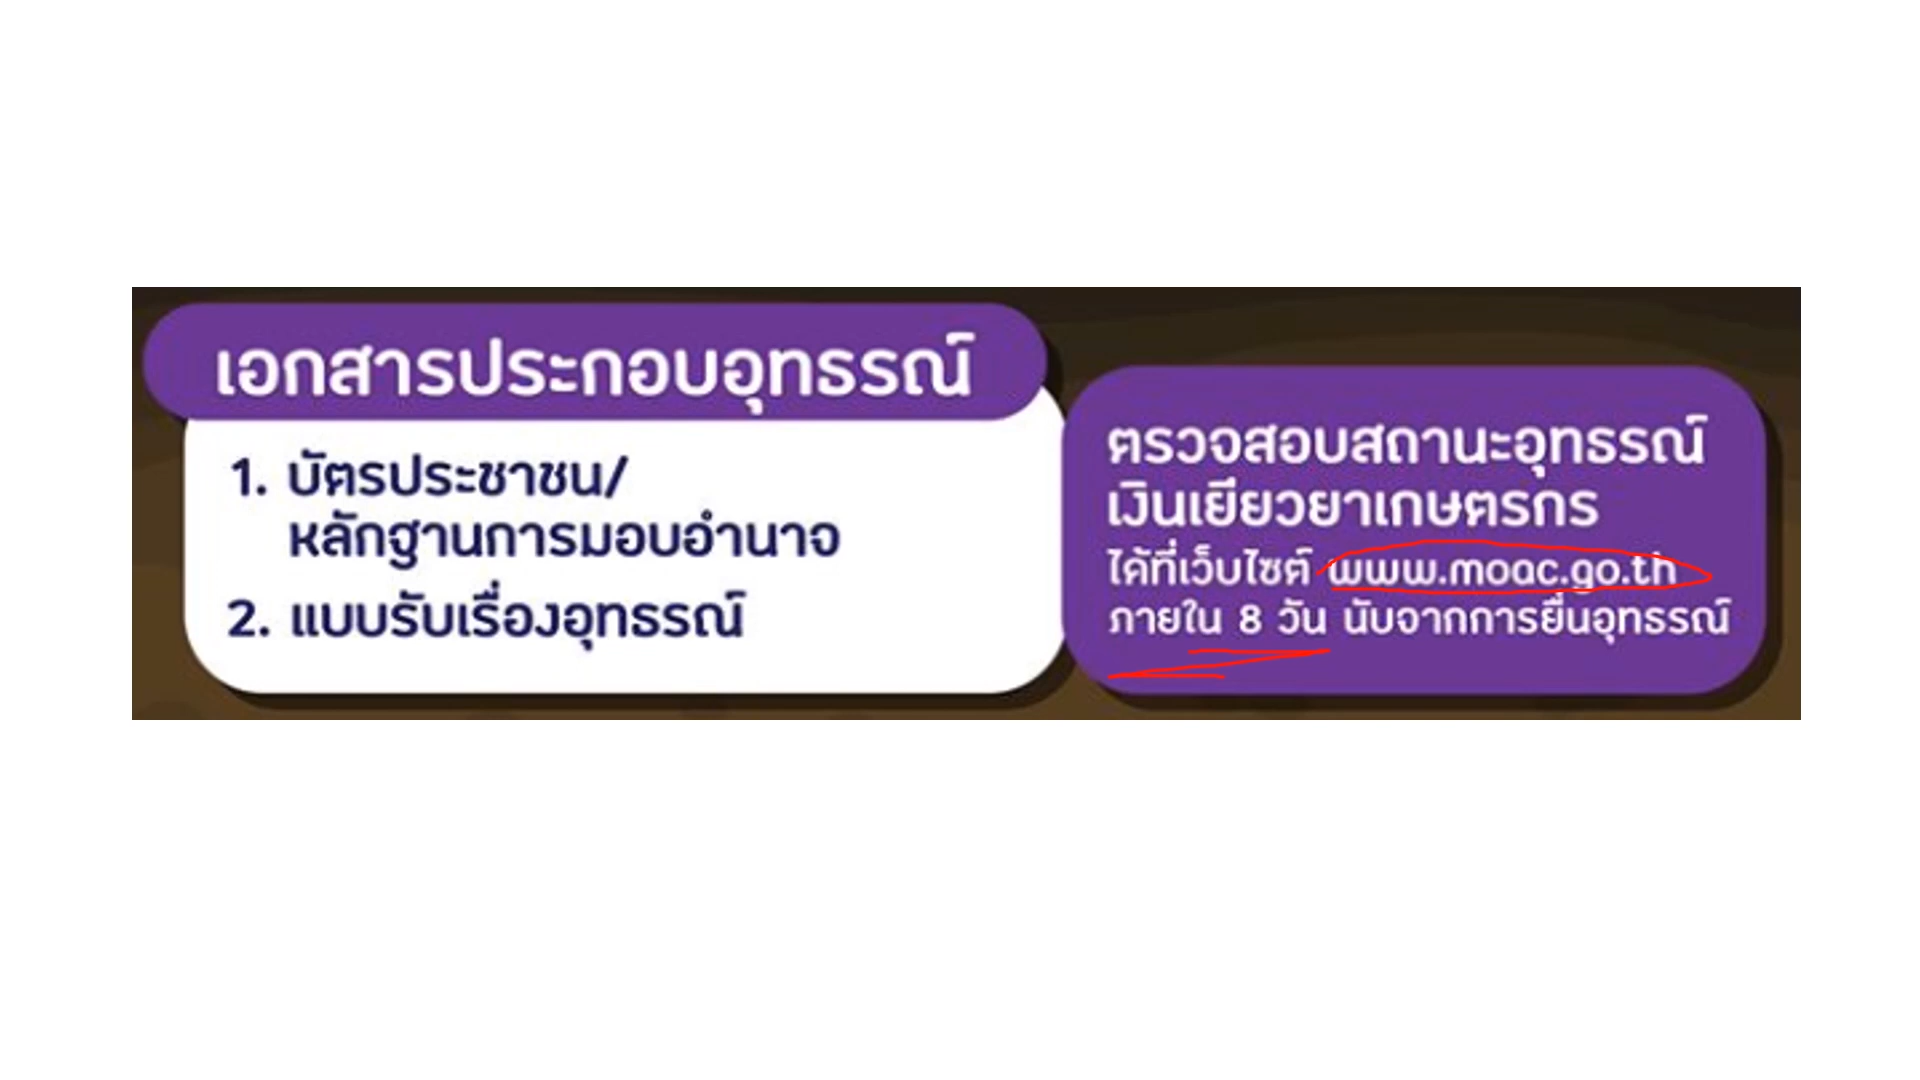 เอกสารประกอบอุทธรณ์
1. บัตรประชาชน/
หลักฐานการมอบอำนาจ
2. แบบรับเรื่องอุทธรณ์
ตรวจสอบสถานะอุทธรณ์
เงินเยียวยาเกษตรกร
ได้ที่เว็บไซต์ www.moac.go.th
ภายใน 8 วัน นับจากการยื่นอุทธรณ์